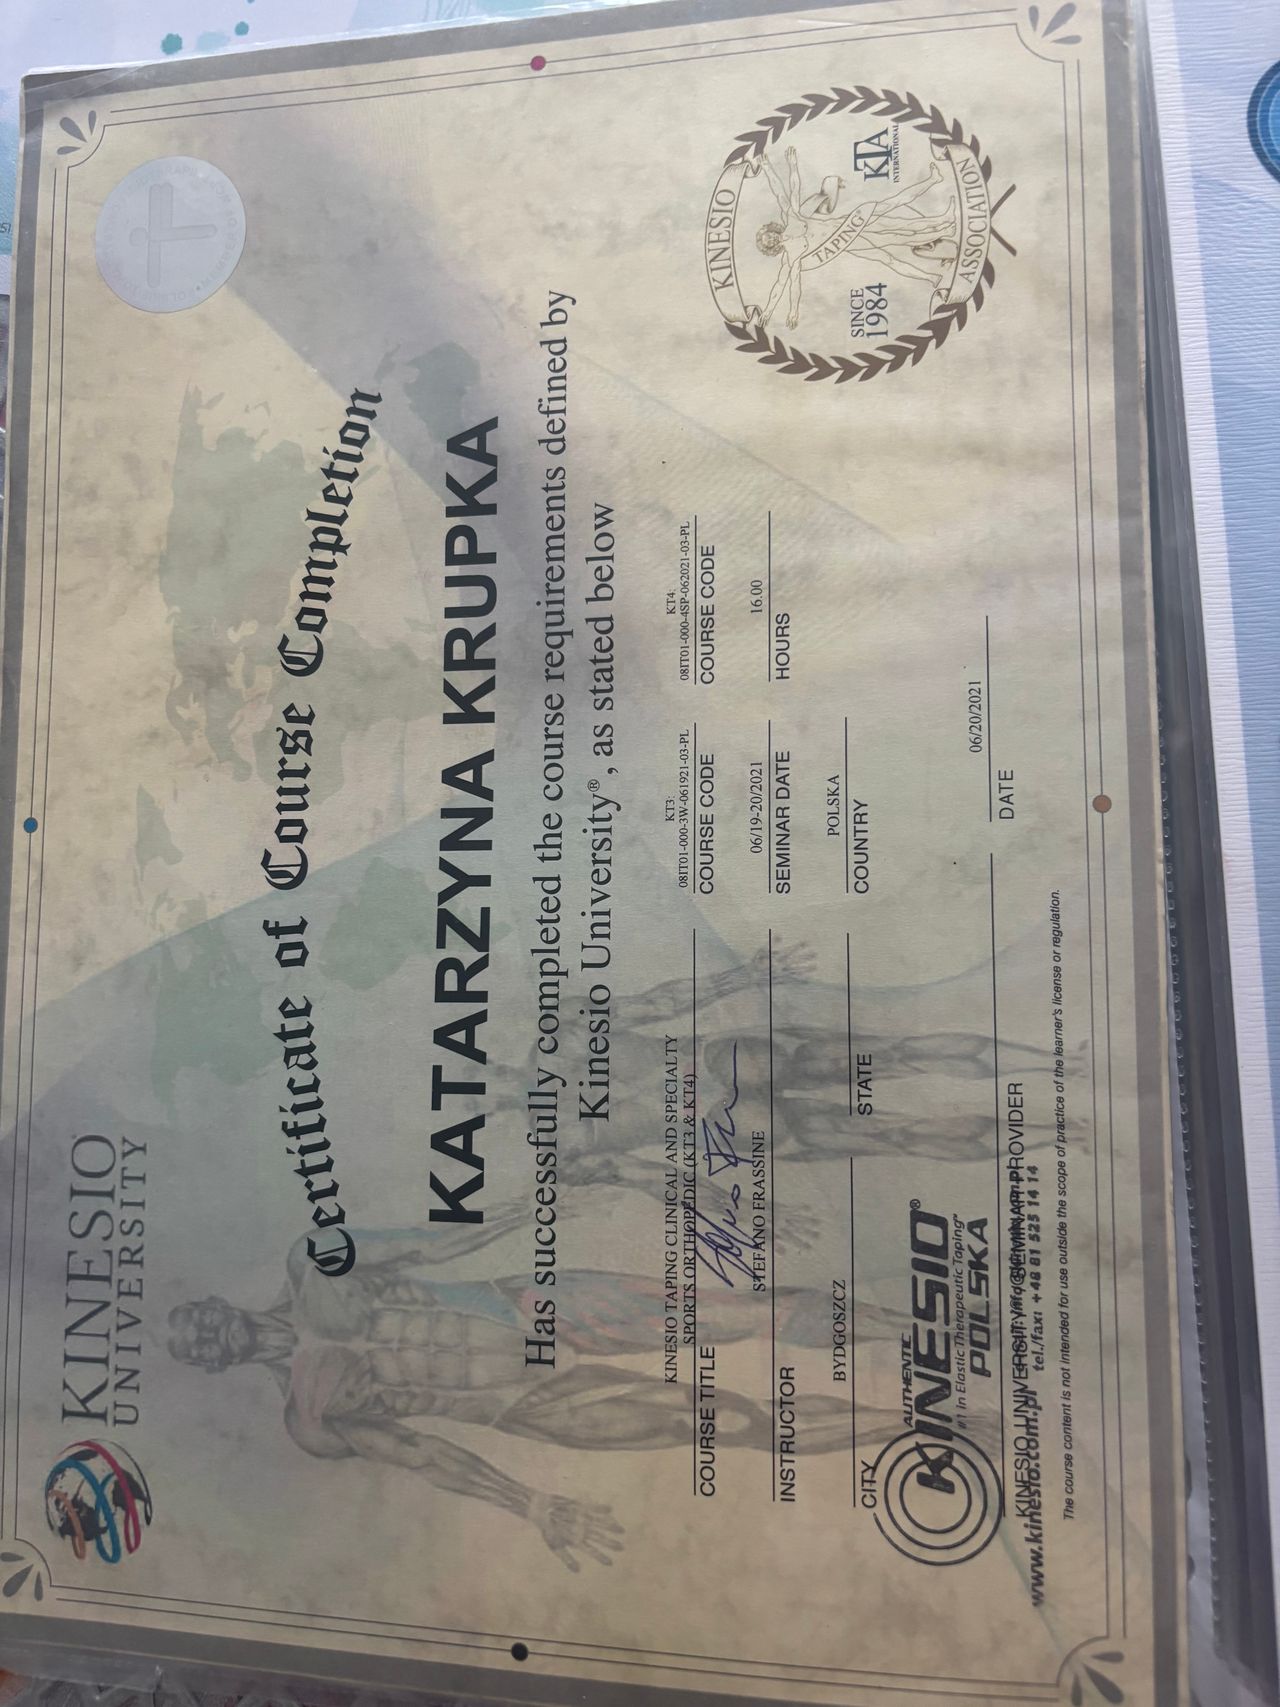 KINESIO
UNIVERSITY
Certificate of Course Completion
KATARZYNA KRUPKA
Has successfully completed the course requirements defined by
Kinesio University®, as stated below
KINESIO TAPING CLINICAL AND SPECIALTY
SPORTS ORTHOPEDIC (KT3 & KT4)
COURSE TITLE
KT3:
08IT01-000-3W-061921-03-PL
COURSE CODE
KT4:
08IT01-000-4SP-062021-03-PL
COURSE CODE
STEFANO FRASSINE
INSTRUCTOR
06/19-20/2021
SEMINAR DATE
16.00
HOURS
BYDGOSZCZ
CITY
STATE
POLSKA
COUNTRY
AUTHENTIC
KINESIO®
#1 in Elastic Therapeutic Taping
POLSKA
KINESIO UNIVERSITY SEMINAR PROVIDER
www.kinesio.com.pl tel./fax: +48 81 525 14 14
06/20/2021
DATE
The course content is not intended for use outside the scope of practice of the learner's license or regulation.
KINESIO
TAPING®
ASSOCIATION
SINCE
1984
KTA
INTERNATIONAL